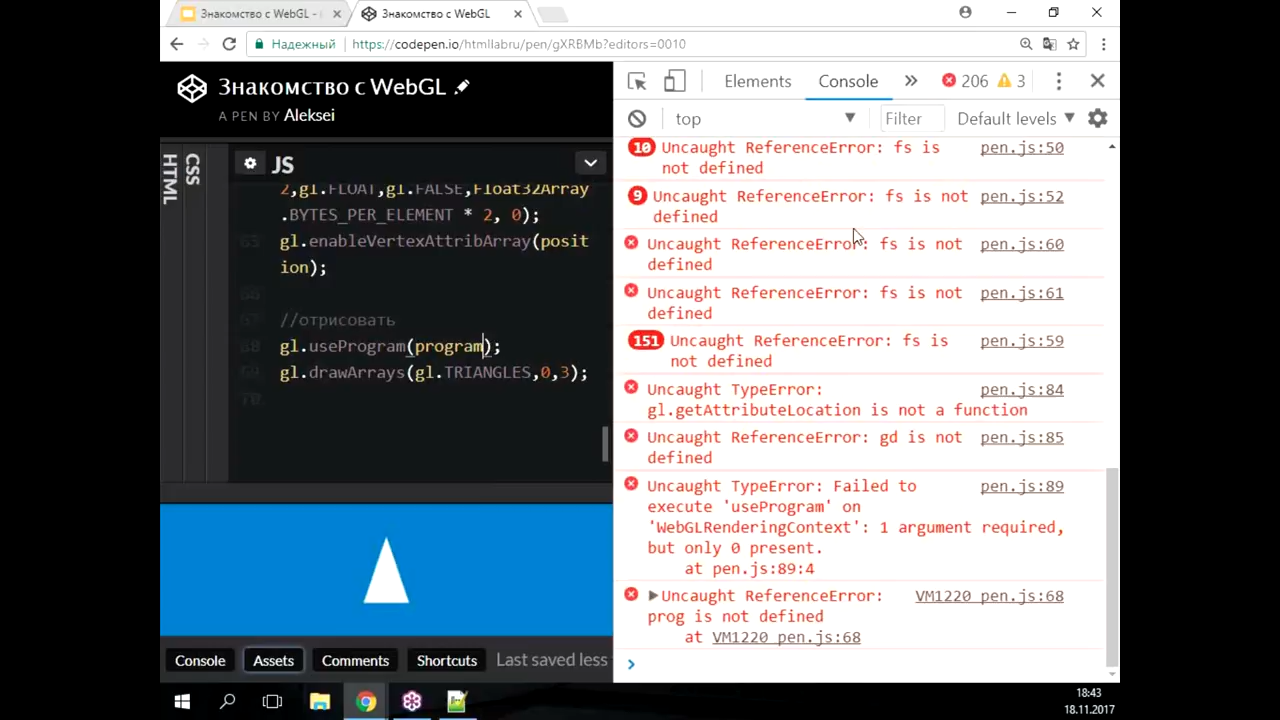 Знакомство с WebGL -
Знакомство с WebGL
Надежный
https://codepen.io/htmllabru/pen/gXRBMb?editors=0010
Знакомство с WebGL
A PEN BY Aleksei
HTML
CSS
JS
2,gl.FLOAT,gl.FALSE,Float32Array
.BYTES_PER_ELEMENT * 2, 0);
gl.enableVertexAttribArray(posit
ion);
//отрисовать
68 gl.useProgram(program);
69 gl.drawArrays(gl.TRIANGLES,0,3);
70
Console
Assets
Comments
Shortcuts
Last saved less
Elements
Console
206
3
top
Filter
Default levels
10 Uncaught ReferenceError: fs is pen.js:50
not defined
9 Uncaught ReferenceError: fs is not pen.js:52
defined
Uncaught ReferenceError: fs is not pen.js:60
defined
Uncaught ReferenceError: fs is not pen.js:61
defined
151 Uncaught ReferenceError: fs is pen.js:59
not defined
Uncaught TypeError: pen.js:84
gl.getAttributeLocation is not a function
Uncaught ReferenceError: gd is not pen.js:85
defined
Uncaught TypeError: Failed to pen.js:89
execute 'useProgram' on
'WebGLRenderingContext': 1 argument required,
but only 0 present.
at pen.js:89:4
Uncaught ReferenceError: VM1220 pen.js:68
prog is not defined
at VM1220 pen.js:68
18:43
18.11.2017